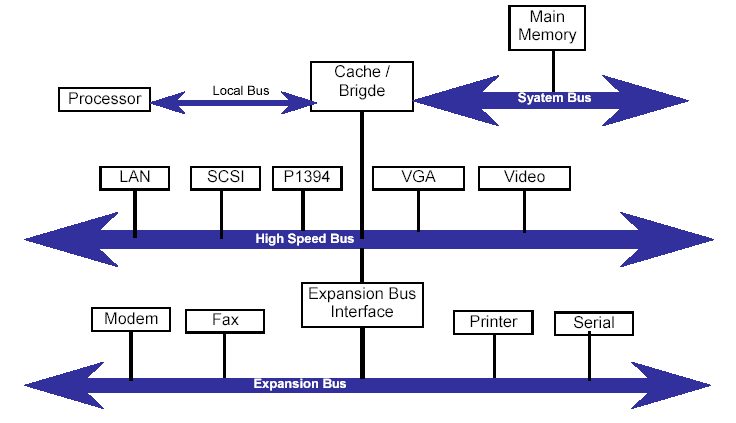 Main
Memory
Cache /
Brigde
Processor
Local Bus
Syatem Bus
LAN
SCSI
P1394
VGA
Video
High Speed Bus
Expansion Bus
Interface
Modem
Fax
Printer
Serial
Expansion Bus